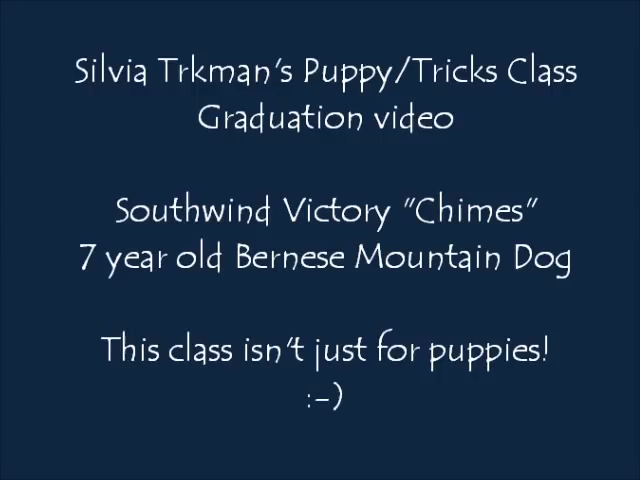 Silvia Trkman's Puppy/Tricks Class
Graduation video
Southwind Victory "Chimes"
7 year old Bernese Mountain Dog
This class isn't just for puppies!
:-)